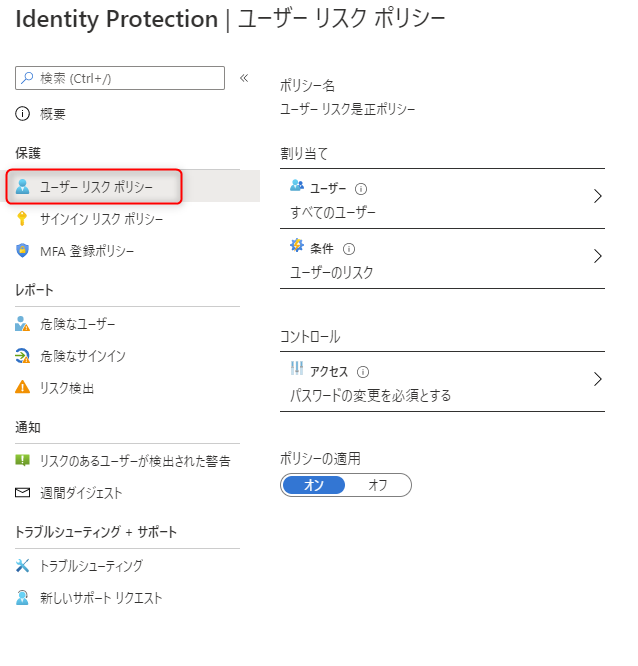 Identity Protection | ユーザー リスク ポリシー
検索 (Ctrl+/)
概要
保護
ユーザー リスク ポリシー
サインイン リスク ポリシー
MFA 登録ポリシー
レポート
危険なユーザー
危険なサインイン
リスク検出
通知
リスクのあるユーザーが検出された警告
週間ダイジェスト
トラブルシューティング + サポート
トラブルシューティング
新しいサポート リクエスト
ポリシー名
ユーザー リスク是正ポリシー
割り当て
ユーザー
すべてのユーザー
条件
ユーザーのリスク
コントロール
アクセス
パスワードの変更を必須とする
ポリシーの適用
オン オフ